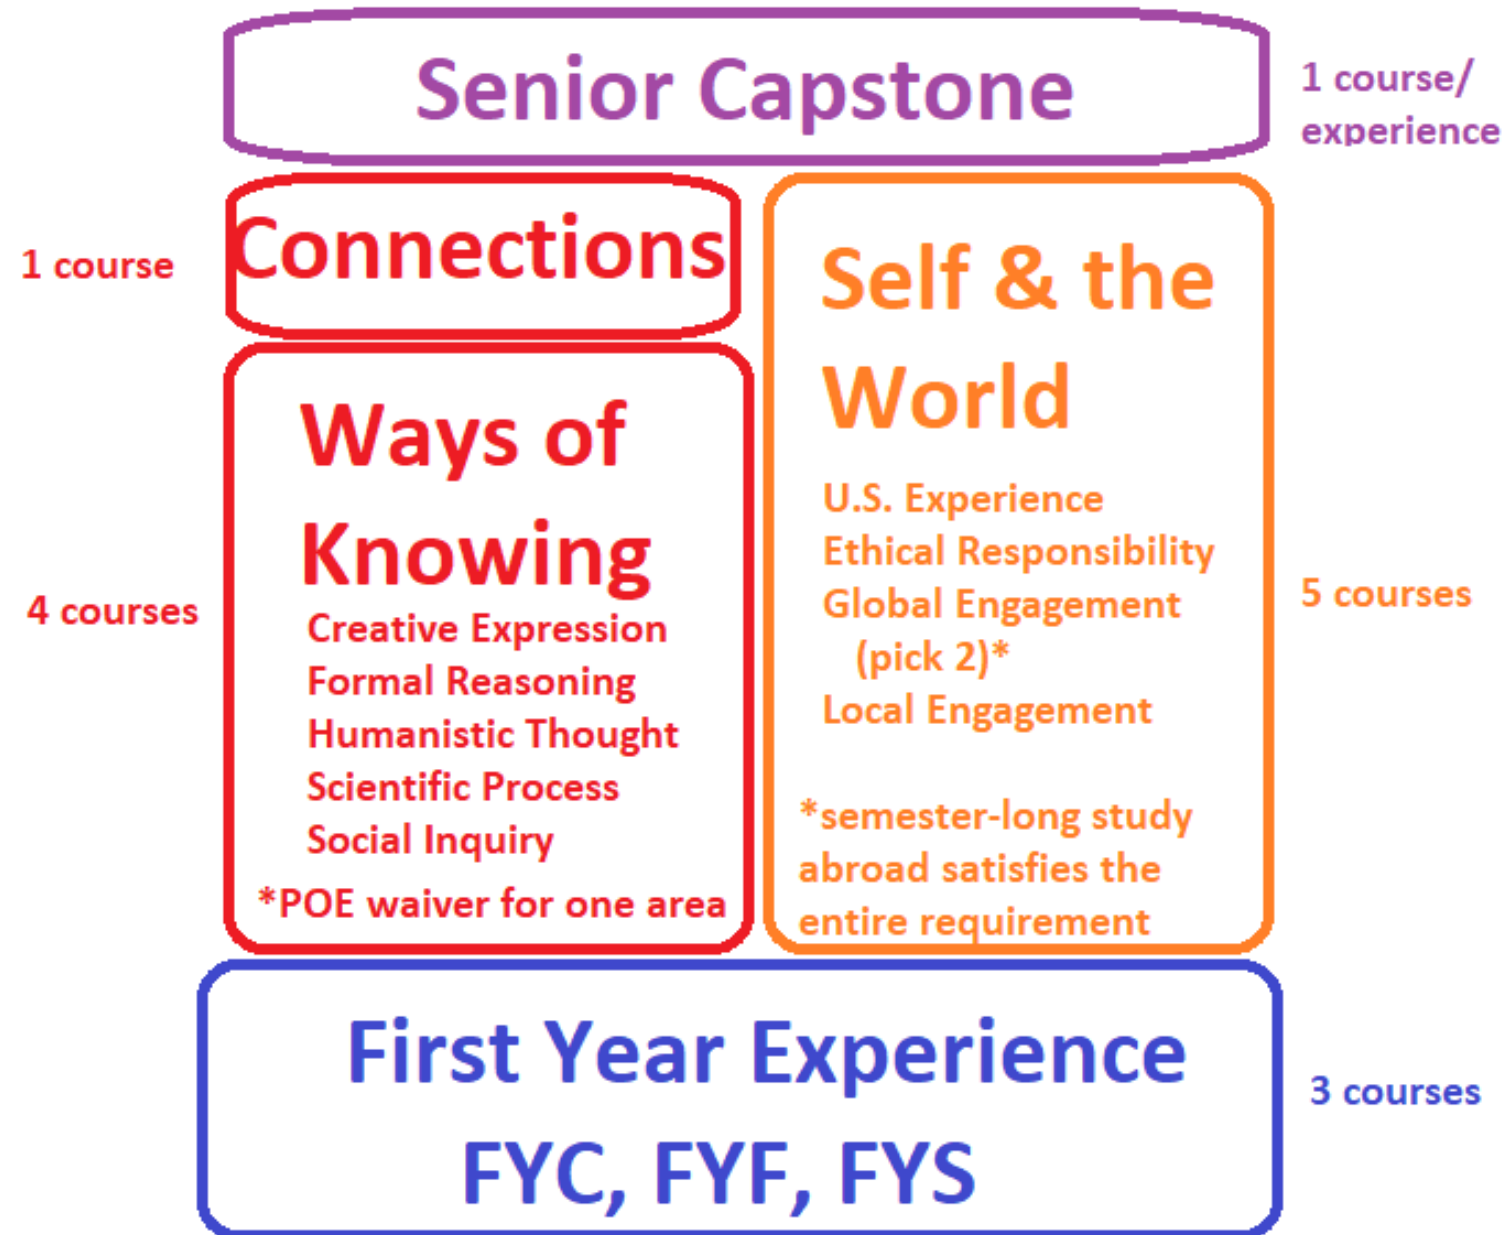 Senior Capstone
1 course/
experience
1 course
Connections
4 courses
Ways of
Knowing
Creative Expression
Formal Reasoning
Humanistic Thought
Scientific Process
Social Inquiry
*POE waiver for one area
Self & the
World
U.S. Experience
Ethical Responsibility
Global Engagement
(pick 2)*
Local Engagement
*semester-long study
abroad satisfies the
entire requirement
5 courses
First Year Experience
FYC, FYF, FYS
3 courses